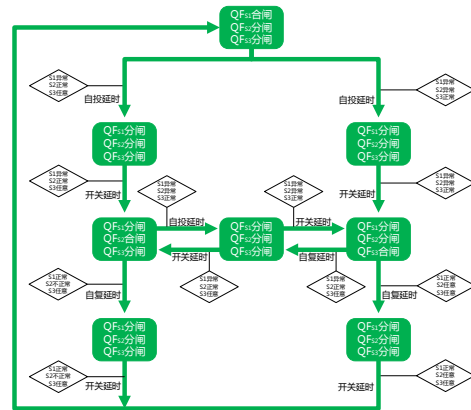 QFS1合闸
QFS2分闸
QFS3分闸
S1异常
S2正常
S3任意
自投延时
S1异常
S2异常
S3正常
自投延时
QFS1分闸
QFS2分闸
QFS3分闸
QFS1分闸
QFS2分闸
QFS3分闸
S1异常
S2正常
S3任意
开关延时
S1异常
S2异常
S3正常
S1异常
S2异常
S3正常
S1异常
S2异常
S3正常
开关延时
QFS1分闸
QFS2合闸
QFS3分闸
自投延时
开关延时
QFS1分闸
QFS2分闸
QFS3分闸
开关延时
自复延时
QFS1分闸
QFS2分闸
QFS3合闸
S1正常
S2不正常
S3任意
自复延时
S1异常
S2正常
S3任意
S1异常
S2正常
S3任意
S1正常
S2任意
S3任意
自复延时
QFS1分闸
QFS2分闸
QFS3分闸
QFS1分闸
QFS2分闸
QFS3分闸
S1正常
S2不正常
S3任意
开关延时
S1正常
S2任意
S3任意
开关延时